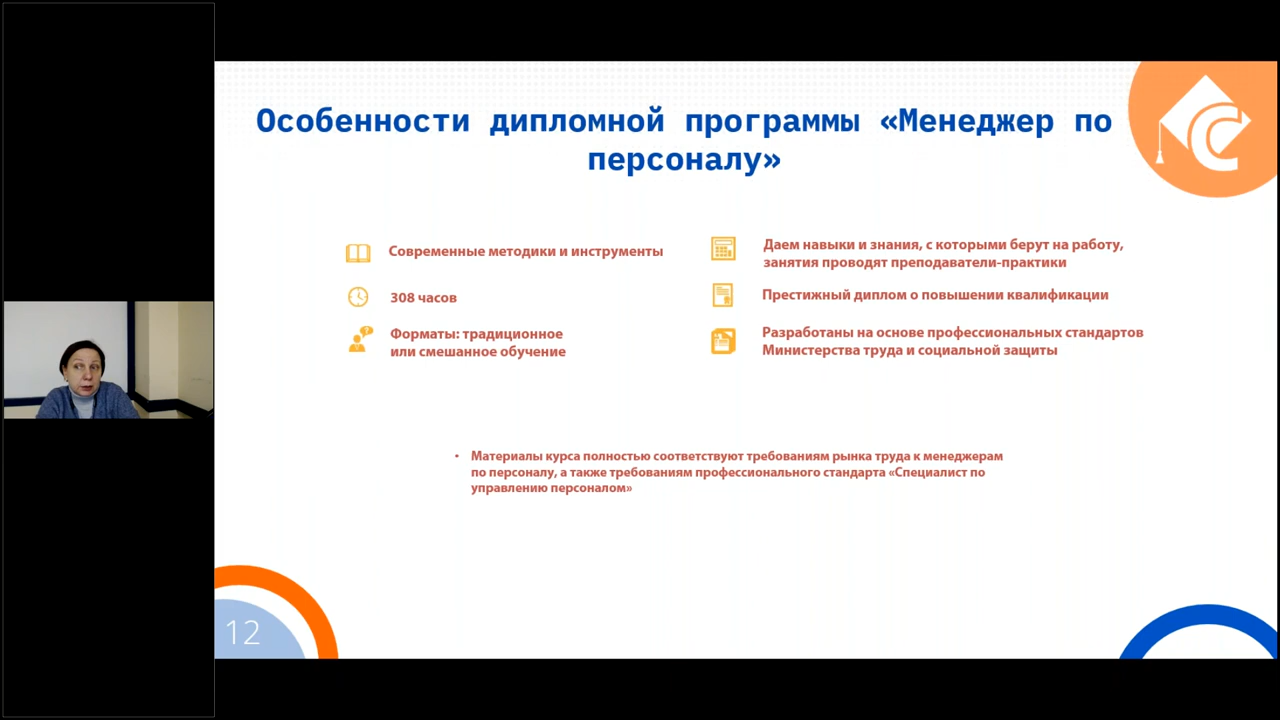 Особенности дипломной программы «Менеджер по
персоналу»
Современные методики и инструменты
308 часов
Форматы: традиционное
или смешанное обучение
Даем навыки и знания, с которыми берут на работу,
занятия проводят преподаватели-практики
Престижный диплом о повышении квалификации
Разработаны на основе профессиональных стандартов
Министерства труда и социальной защиты
• Материалы курса полностью соответствуют требованиям рынка труда к менеджерам
по персоналу, а также требованиям профессионального стандарта «Специалист по
управлению персоналом»
12